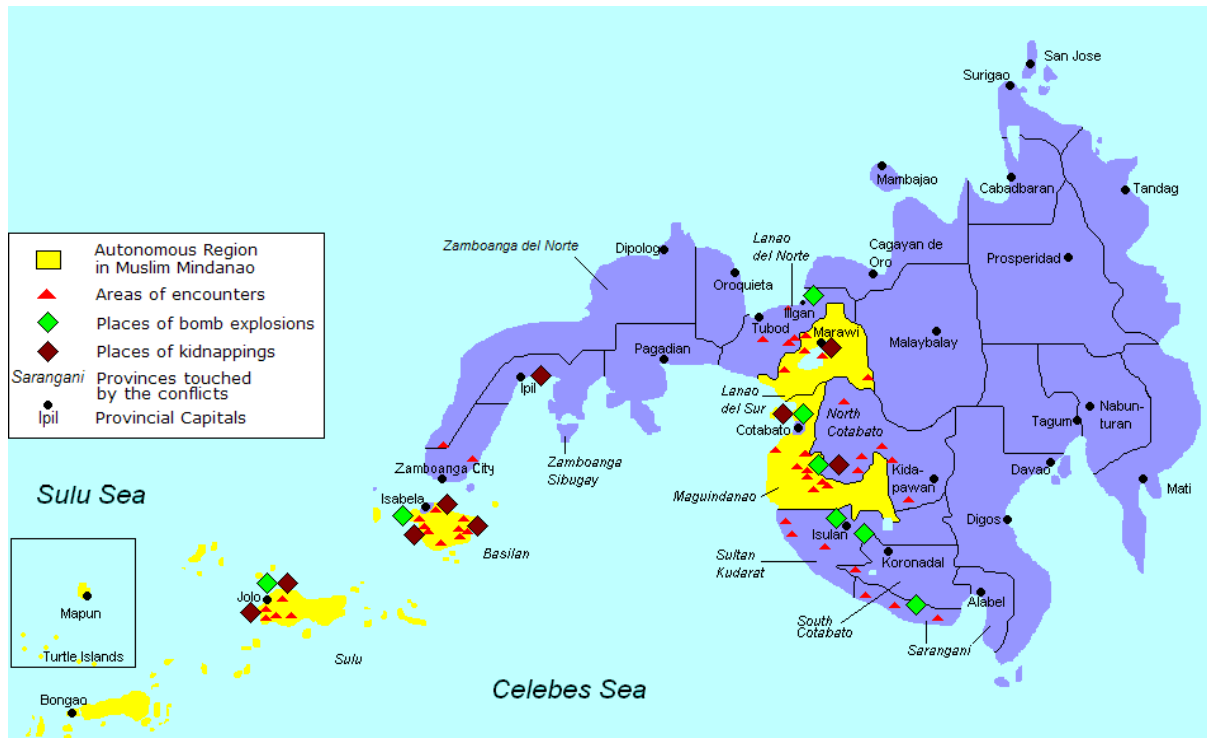 San Jose
Surigao
Mambajao
Cabadbaran
Tandag
Autonomous Region
in Muslim Mindanao
Areas of encounters
Places of bomb explosions
Places of kidnappings
Sarangani
Provinces touched
by the conflicts
Ipil
Provincial Capitals
Zamboanga del Norte
Dipolog
Lanao
del Norte
Cagayan de
Oro
Prosperidad
Oroquieta
Iligan
Tubod
Marawi
Malaybalay
Pagadian
Ipil
Lanao
del Sur
North
Cotabato
Cotabato
Nabun-
turan
Tagum
Zamboanga
Sibugay
Zamboanga City
Davao
Kida-
pawan
Mati
Sulu Sea
Maguindanao
Isabela
Digos
Isulan
Basilan
Sultan
Kudarat
Koronadal
Jolo
Alabel
Mapun
South
Cotabato
Sarangani
Turtle Islands
Sulu
Celebes Sea
Bongao